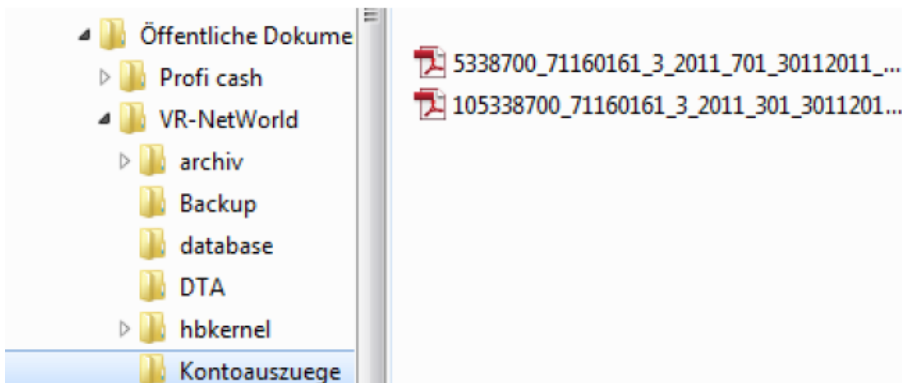 Öffentliche Dokume
Profi cash
VR-NetWorld
archiv
Backup
database
DTA
hbkernel
Kontoauszuege
5338700_71160161_3_2011_701_30112011_...
105338700_71160161_3_2011_301_3011201...